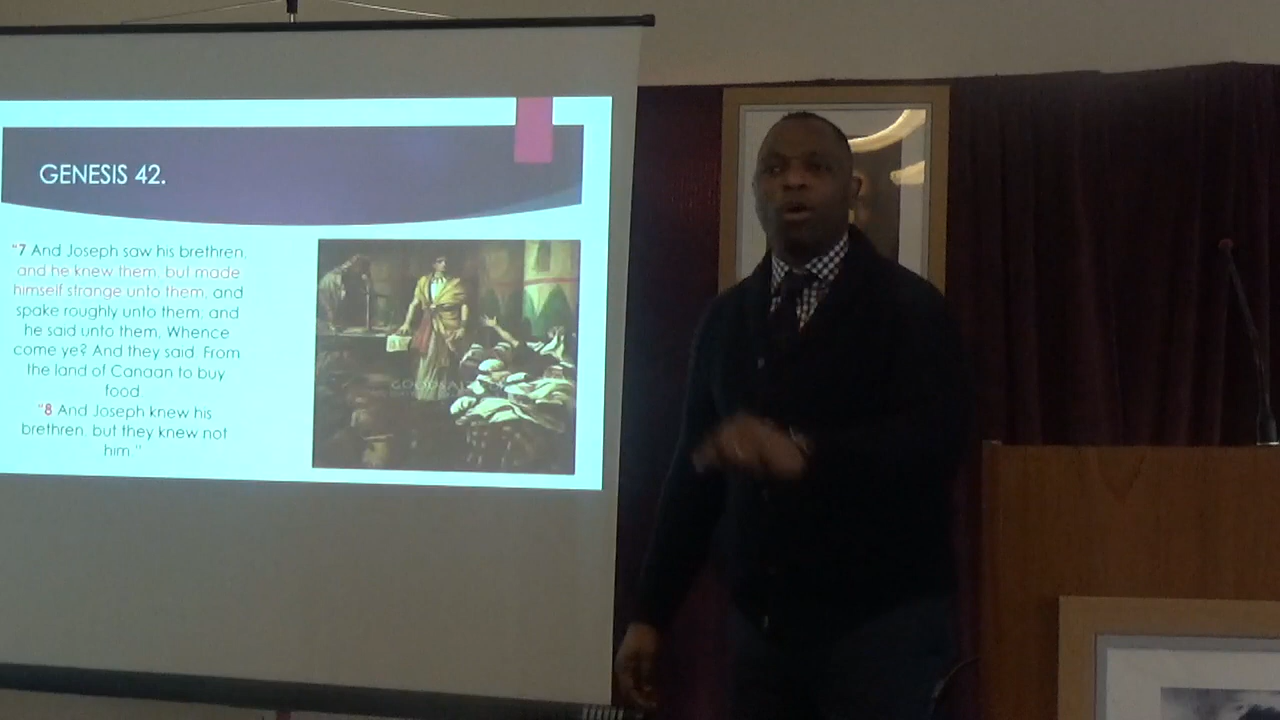 GENESIS 42.
"7 And Joseph saw his brethren,
and he knew them, but made
himself strange unto them, and
spake roughly unto them; and
he said unto them, Whence
come ye? And they said, From
the land of Canaan to buy
food.
"8 And Joseph knew his
brethren, but they knew not
him."
GOODSALT